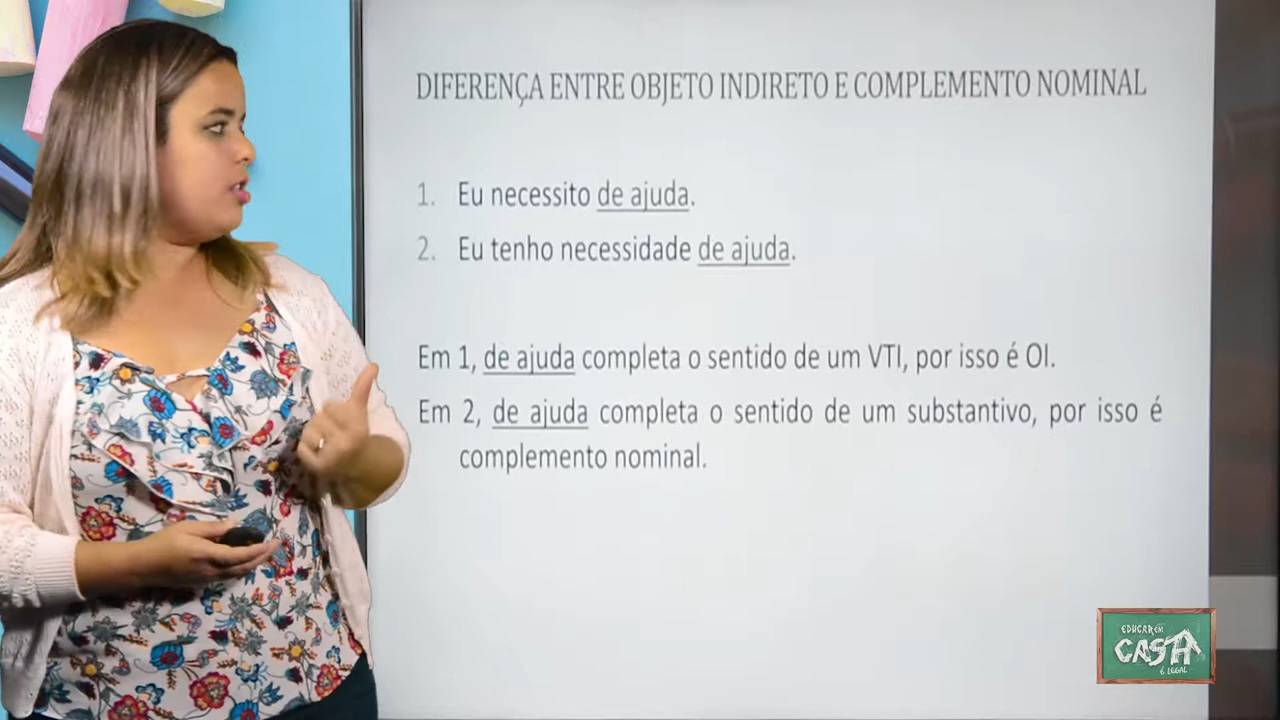 DIFERENÇA ENTRE OBJETO INDIRETO E COMPLEMENTO NOMINAL
1. Eu necessito de ajuda.
2. Eu tenho necessidade de ajuda.
Em 1, de ajuda completa o sentido de um VTI, por isso é OI.
Em 2, de ajuda completa o sentido de um substantivo, por isso é
complemento nominal.
EDUCAR EM
CASA
É LEGAL